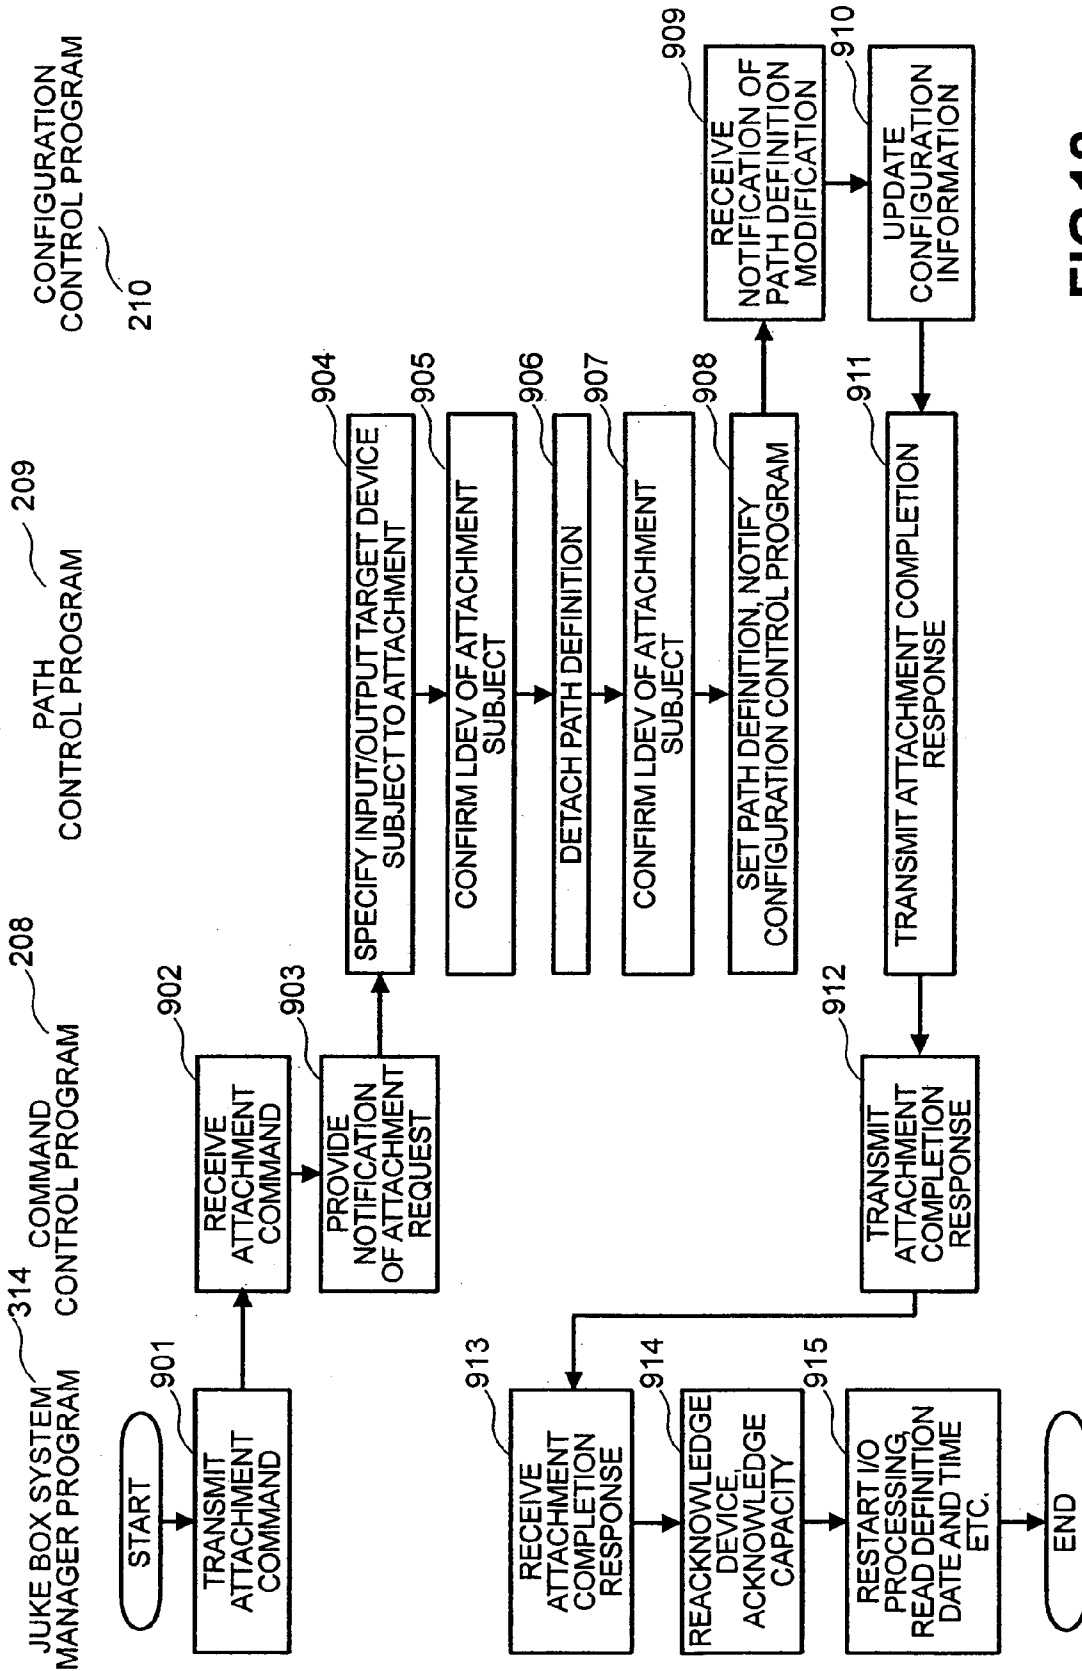 JUKE BOX SYSTEM
MANAGER PROGRAM
314
COMMAND
CONTROL PROGRAM
208
PATH
CONTROL PROGRAM
209
CONFIGURATION
CONTROL PROGRAM
210
START
901
TRANSMIT
ATTACHMENT
COMMAND
902
RECEIVE
ATTACHMENT
COMMAND
903
PROVIDE
NOTIFICATION
OF ATTACHMENT
REQUEST
904
SPECIFY INPUT/OUTPUT TARGET DEVICE
SUBJECT TO ATTACHMENT
905
CONFIRM LDEV OF ATTACHMENT
SUBJECT
906
DETACH PATH DEFINITION
907
CONFIRM LDEV OF ATTACHMENT
SUBJECT
908
SET PATH DEFINITION, NOTIFY
CONFIGURATION CONTROL PROGRAM
909
RECEIVE
NOTIFICATION OF
PATH DEFINITION
MODIFICATION
910
UPDATE
CONFIGURATION
INFORMATION
911
TRANSMIT ATTACHMENT COMPLETION
RESPONSE
912
TRANSMIT
ATTACHMENT
COMPLETION
RESPONSE
913
RECEIVE
ATTACHMENT
COMPLETION
RESPONSE
914
REACKNOWLEDGE
DEVICE,
ACKNOWLEDGE
CAPACITY
915
RESTART I/O
PROCESSING,
READ DEFINITION
DATE AND TIME
ETC.
END